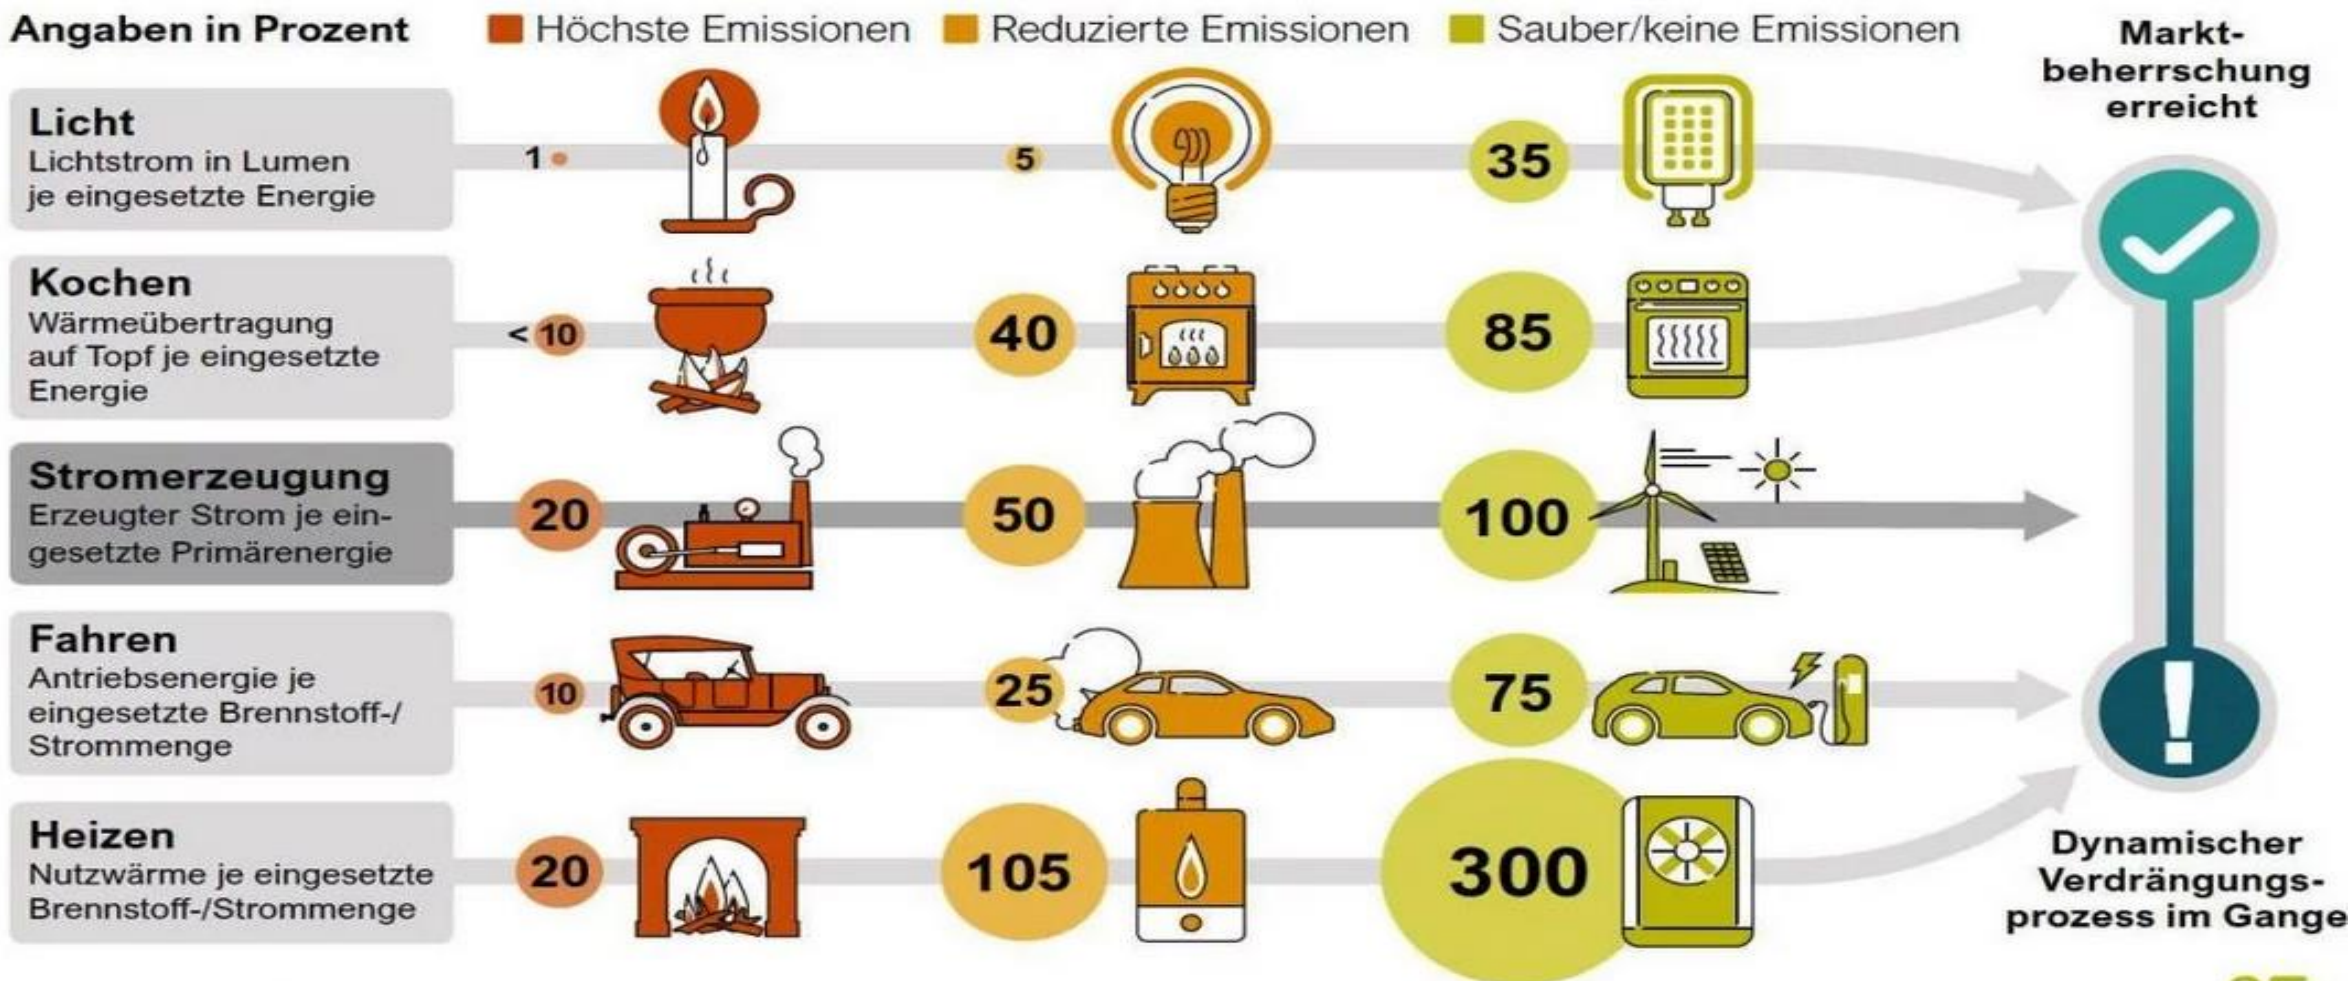 Angaben in Prozent
Höchste Emissionen
Reduzierte Emissionen
Sauber/keine Emissionen
Markt-
beherrschung
erreicht
Licht
Lichtstrom in Lumen
je eingesetzte Energie
1
5
35
Kochen
Wärmeübertragung
auf Topf je eingesetzte
Energie
< 10
40
85
Stromerzeugung
Erzeugter Strom je ein-
gesetzte Primärenergie
20
50
100
Fahren
Antriebsenergie je
eingesetzte Brennstoff-/
Strommenge
10
25
75
Heizen
Nutzwärme je eingesetzte
Brennstoff-/Strommenge
20
105
300
Dynamischer
Verdrängungs-
prozess im Gange